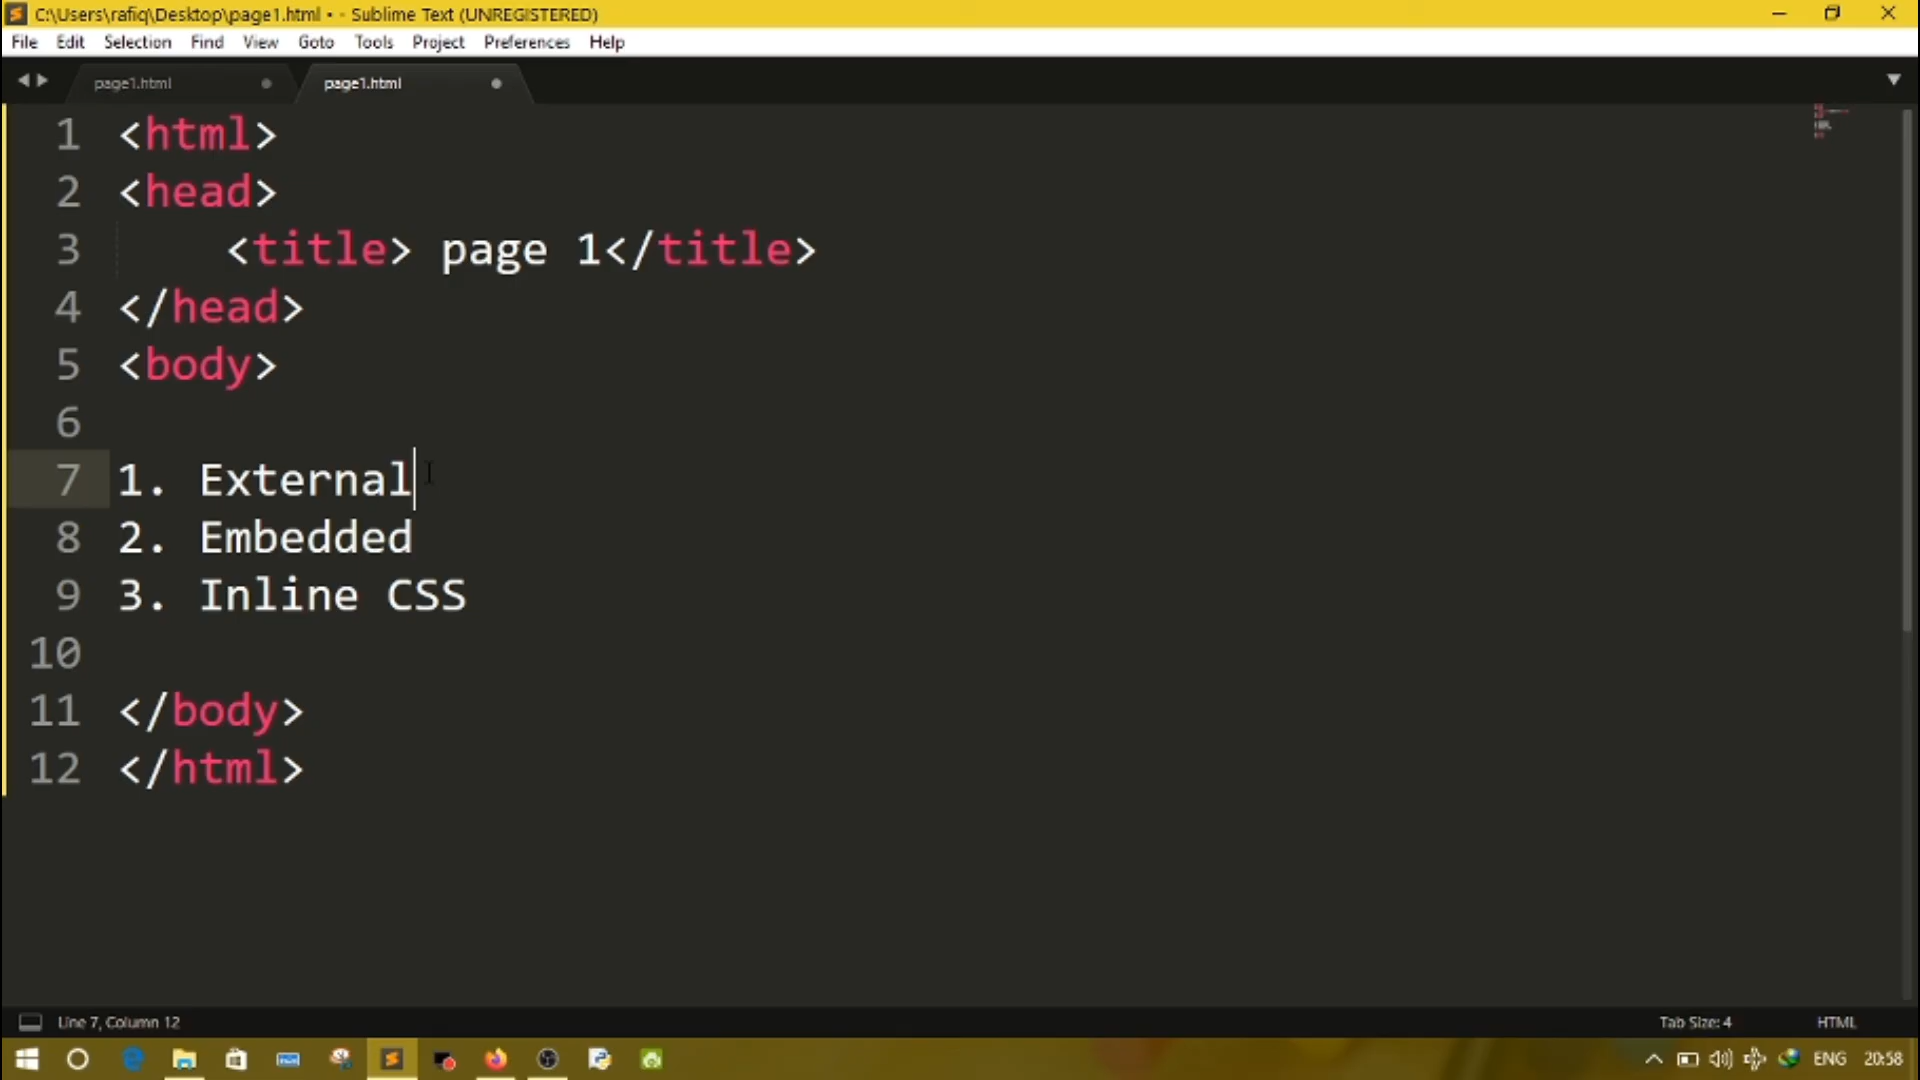 C:\Users\rafiq\Desktop\page1.html • - Sublime Text (UNREGISTERED)
File Edit Selection Find View Goto Tools Project Preferences Help
page1.html page1.html
1 <html>
2 <head>
3 <title> page 1</title>
4 </head>
5 <body>
6
7 1. External
8 2. Embedded
9 3. Inline CSS
10
11 </body>
12 </html>
Line 7, Column 12 Tab Size: 4 HTML
ENG 20:58